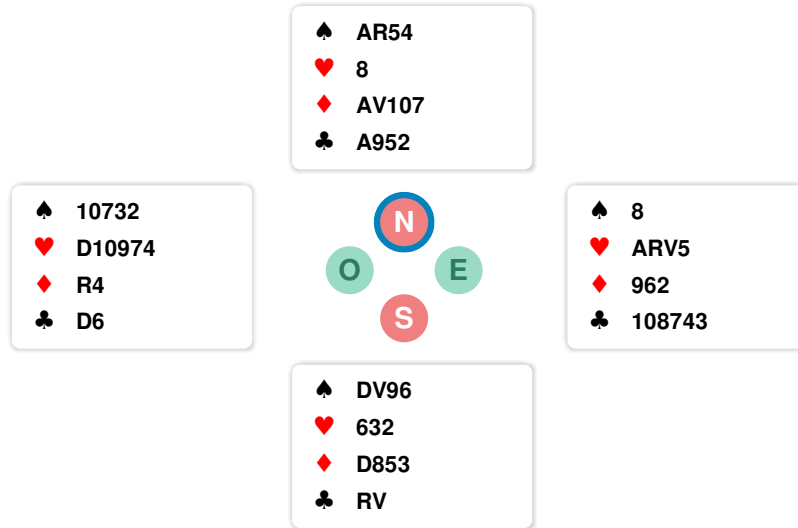 ♠ AR54
♥ 8
♦ AV107
♣ A952
♠ 10732
♥ D10974
♦ R4
♣ D6
N
O E
S
♠ 8
♥ ARV5
♦ 962
♣ 108743
♠ DV96
♥ 632
♦ D853
♣ RV